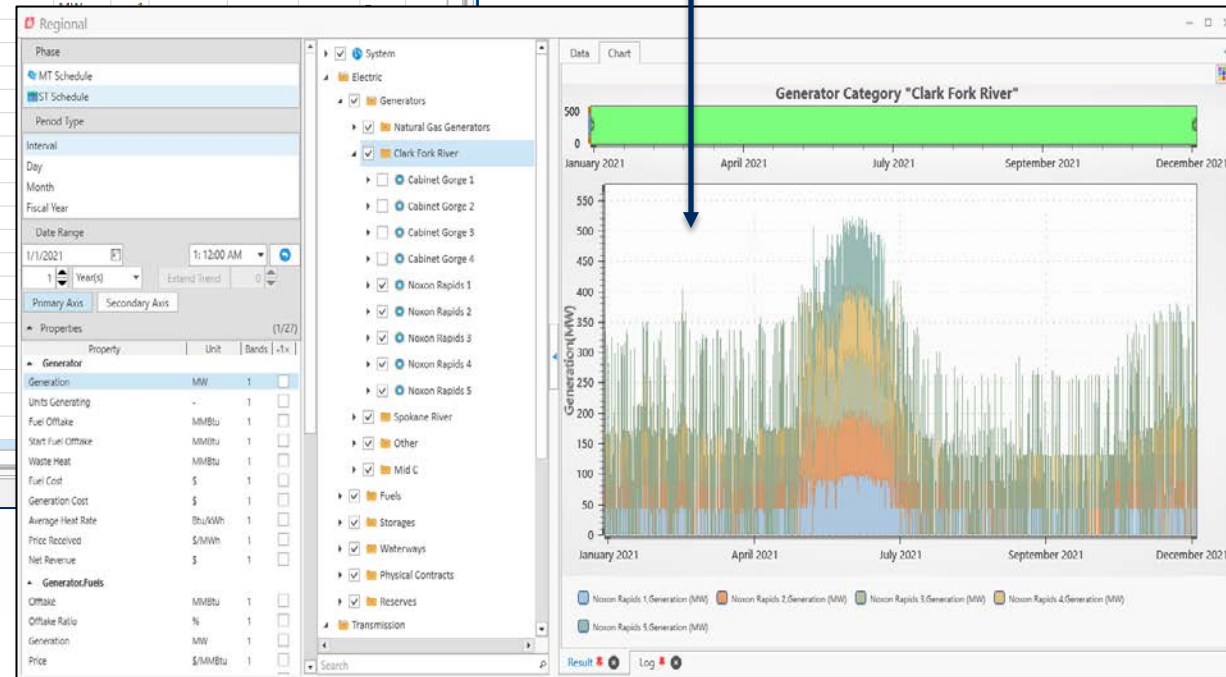 MW 1
Regional
Phase
MT Schedule
ST Schedule
Period Type
Interval
Day
Month
Fiscal Year
Date Range
1/1/2021 1: 12:00 AM
1 Year(s) Extend Trend 0
Primary Axis Secondary Axis
Properties (1/27)
Property Unit Bands -1×
Generator
Generation MW 1
Units Generating - 1
Fuel Offtake MMBtu 1
Start Fuel Offtake MMBtu 1
Waste Heat MMBtu 1
Fuel Cost $ 1
Generation Cost $ 1
Average Heat Rate Btu/kWh 1
Price Received $/MWh 1
Net Revenue $ 1
Generator.Fuels
Offtake MMBtu 1
Offtake Ratio % 1
Generation MW 1
Price $/MMBtu 1
System
Electric
Generators
Natural Gas Generators
Clark Fork River
Cabinet Gorge 1
Cabinet Gorge 2
Cabinet Gorge 3
Cabinet Gorge 4
Noxon Rapids 1
Noxon Rapids 2
Noxon Rapids 3
Noxon Rapids 4
Noxon Rapids 5
Spokane River
Other
Mid C
Fuels
Storages
Waterways
Physical Contracts
Reserves
Transmission
Search
Data Chart
Generator Category "Clark Fork River"
500
0
January 2021 April 2021 July 2021 September 2021 December 2021
Generation(MW)
550
500
450
400
350
300
250
200
150
100
50
0
January 2021 April 2021 July 2021 September 2021 December 2021
Noxon Rapids 1,Generation (MW) Noxon Rapids 2,Generation (MW) Noxon Rapids 3,Generation (MW) Noxon Rapids 4,Generation (MW)
Noxon Rapids 5,Generation (MW)
Result Log